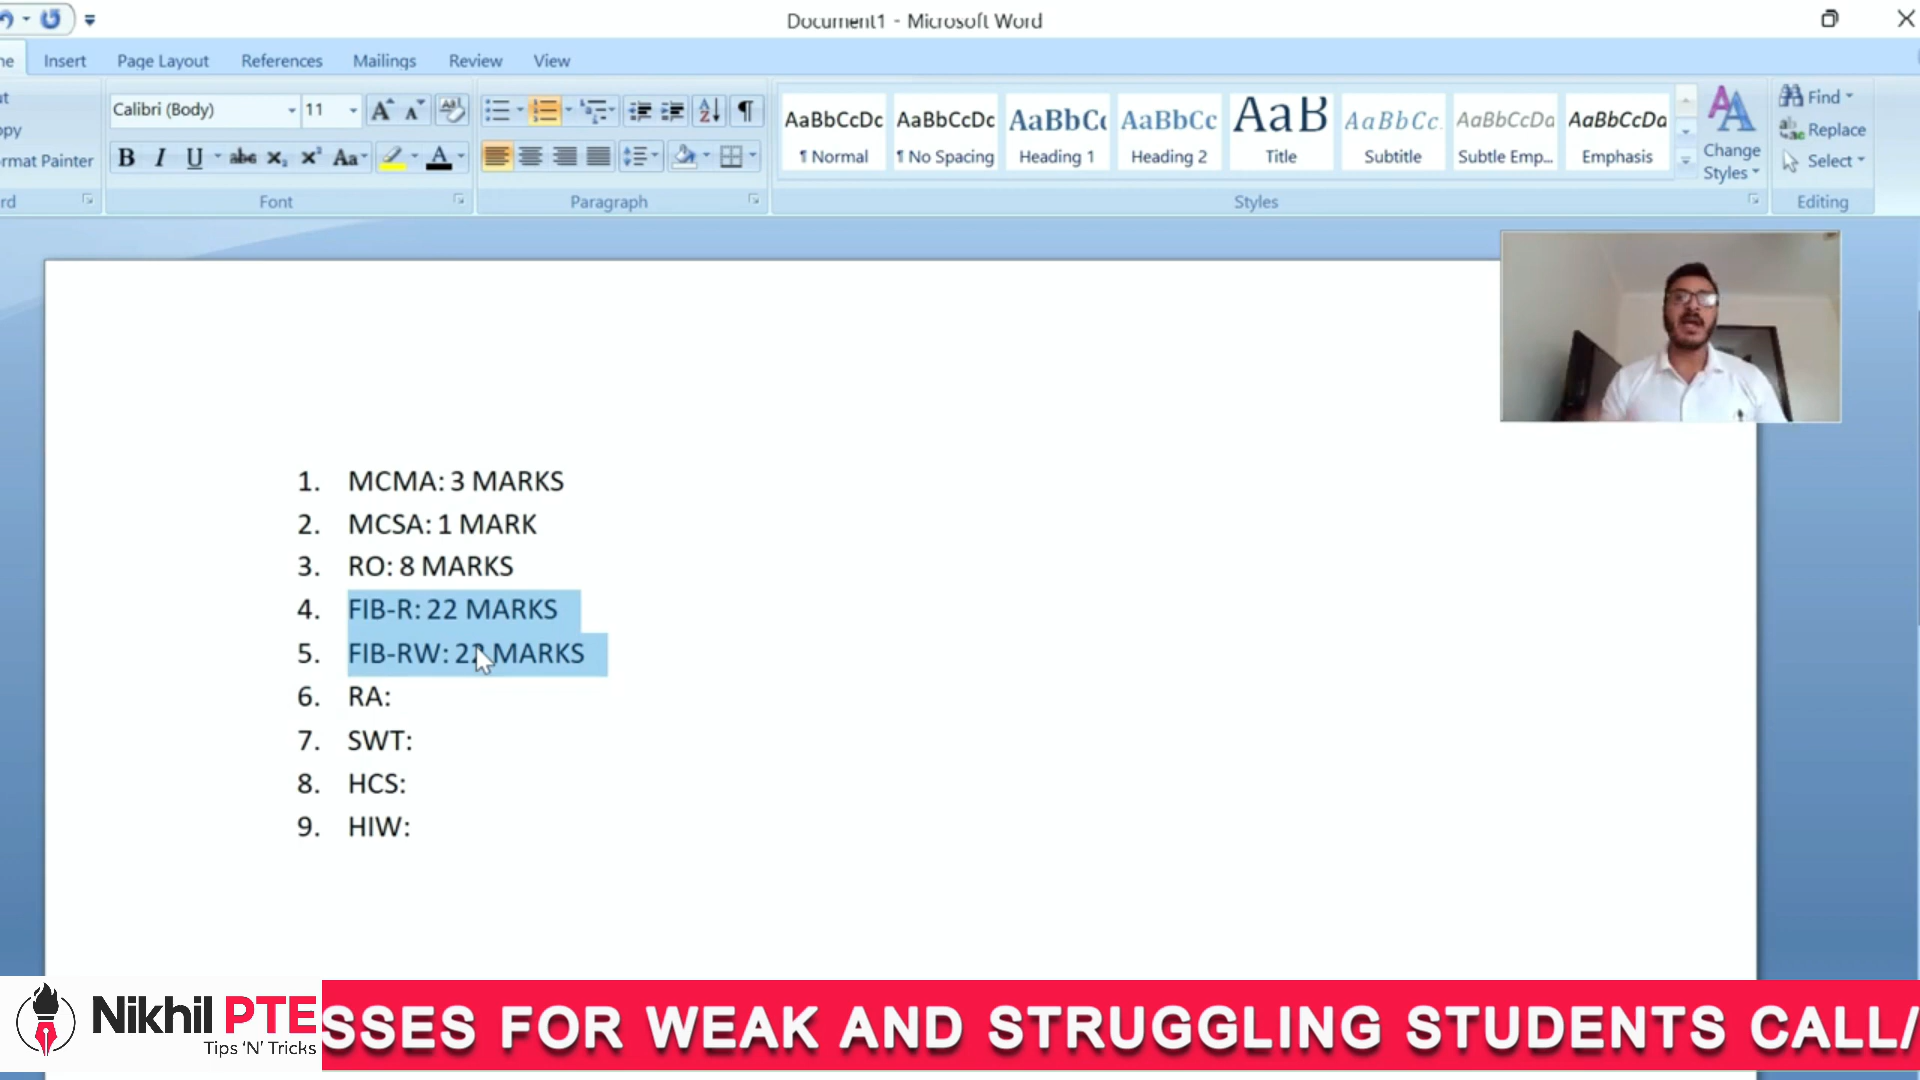 Document1 - Microsoft Word
Insert Page Layout References Mailings Review View
Calibri (Body) 11
Format Painter
Font Paragraph Styles Editing
AaBbCcDc AaBbCcDc AaBbC AaBbCc AaB AaBbCc. AaBbCcDa AaBbCcDa
¶ Normal ¶ No Spacing Heading 1 Heading 2 Title Subtitle Subtle Emp... Emphasis
Change Styles
Find
Replace
Select
1. MCMA: 3 MARKS
2. MCSA: 1 MARK
3. RO: 8 MARKS
4. FIB-R: 22 MARKS
5. FIB-RW: 22 MARKS
6. RA:
7. SWT:
8. HCS:
9. HIW:
Nikhil PTE
Tips 'N' Tricks
SSES FOR WEAK AND STRUGGLING STUDENTS CALL/